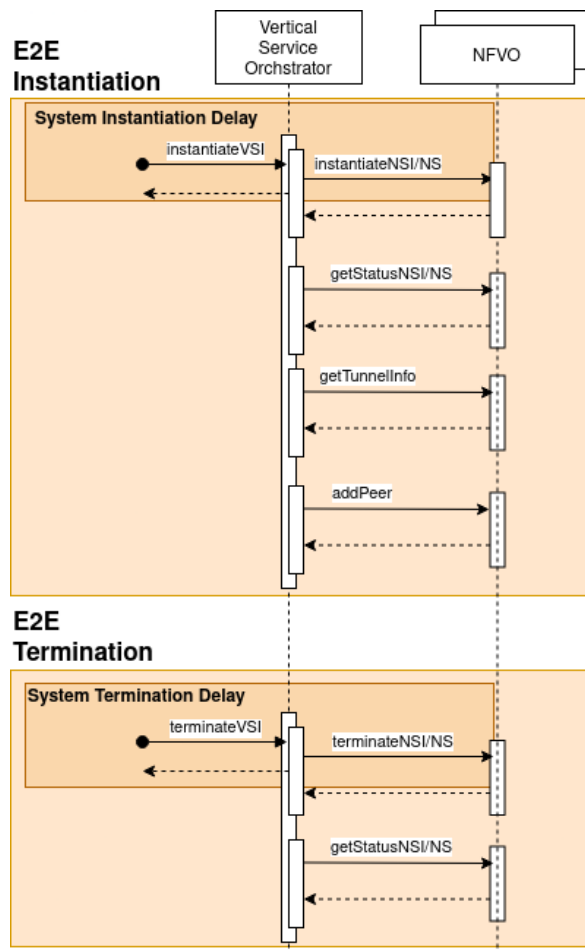 Vertical
Service
Orchstrator
NFVO
E2E
Instantiation
System Instantiation Delay
instantiateVSI
instantiateNSI/NS
getStatusNSI/NS
getTunnelInfo
addPeer
E2E
Termination
System Termination Delay
terminateVSI
terminateNSI/NS
getStatusNSI/NS